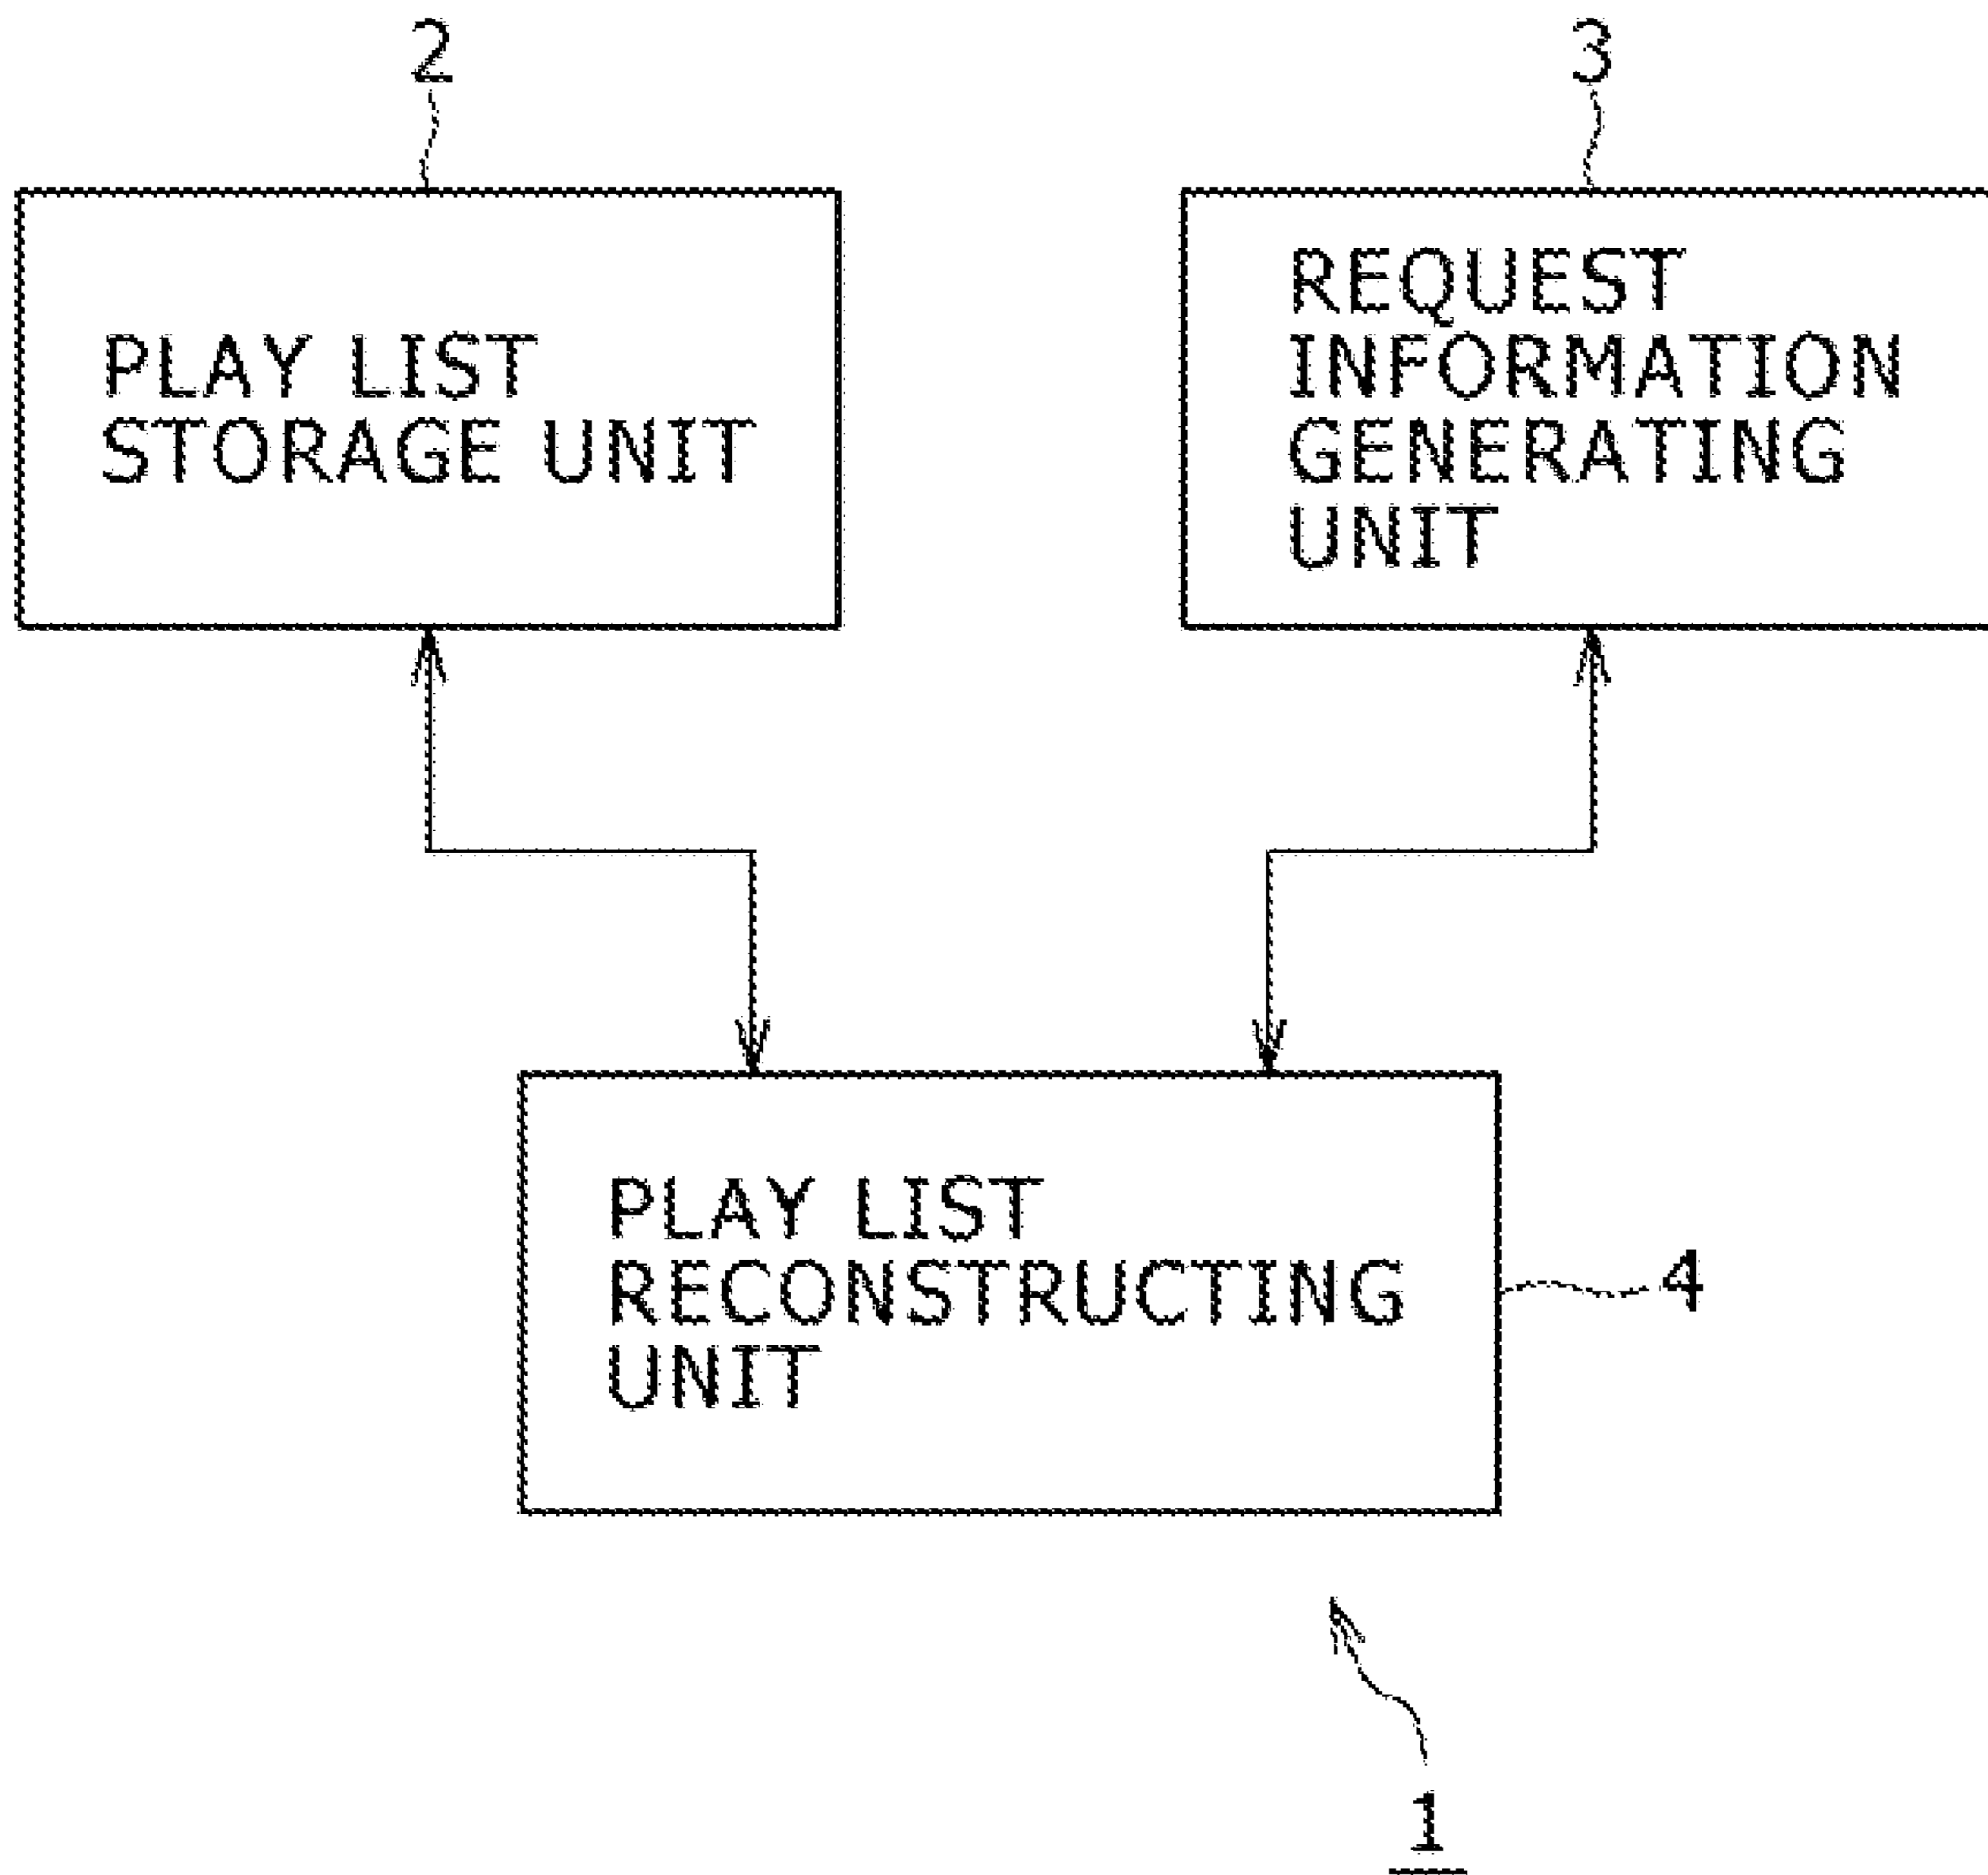 2
3
PLAY LIST
STORAGE UNIT
REQUEST
INFORMATION
GENERATING
UNIT
PLAY LIST
RECONSTRUCTING
UNIT
4
1